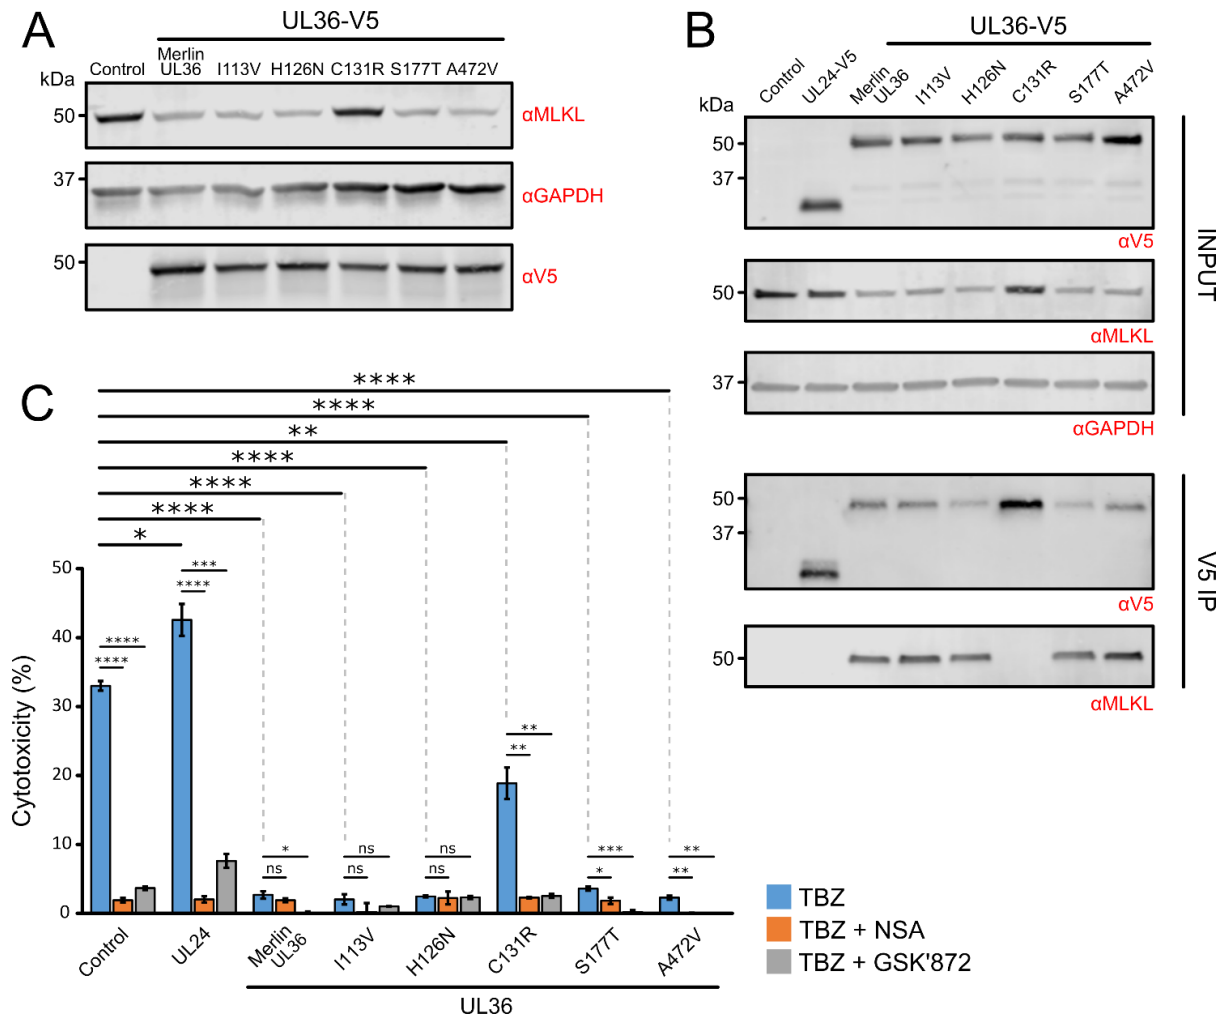 A
UL36-V5
kDa
Control
Merlin
UL36
I113V
H126N
C131R
S177T
A472V
50
αMLKL
37
αGAPDH
50
αV5
B
UL36-V5
kDa
Control
UL24-V5
Merlin
UL36
I113V
H126N
C131R
S177T
A472V
50
37
αV5
50
αMLKL
37
αGAPDH
INPUT
50
37
αV5
50
αMLKL
V5 IP
C
****
****
**
****
****
****
*
***
****
****
****
**
**
*
ns
ns
ns
ns
ns
***
*
**
**
Cytotoxicity (%)
50
40
30
20
10
0
Control
UL24
Merlin
UL36
I113V
H126N
C131R
S177T
A472V
UL36
TBZ
TBZ + NSA
TBZ + GSK'872